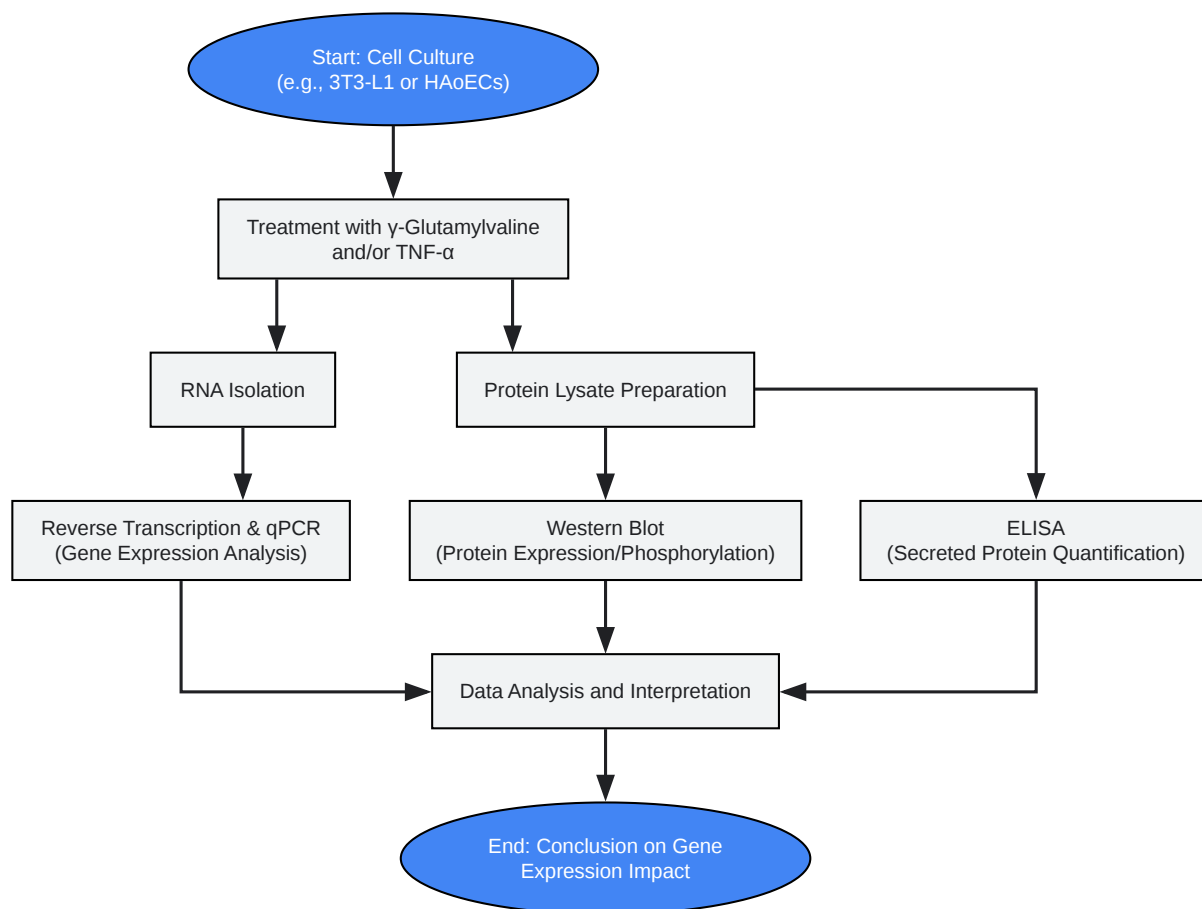 Start: Cell Culture
(e.g., 3T3-L1 or HAoECs)
Treatment with γ-Glutamylvaline
and/or TNF-α
RNA Isolation
Protein Lysate Preparation
Reverse Transcription & qPCR
(Gene Expression Analysis)
Western Blot
(Protein Expression/Phosphorylation)
ELISA
(Secreted Protein Quantification)
Data Analysis and Interpretation
End: Conclusion on Gene
Expression Impact